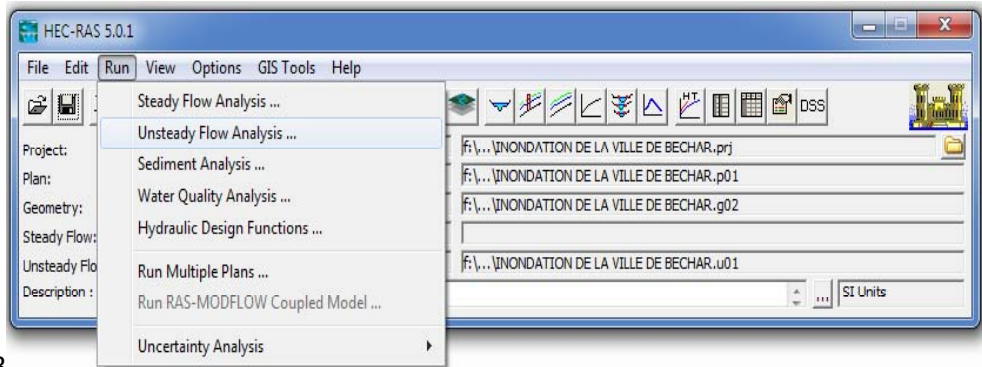 HEC-RAS 5.0.1
File Edit Run View Options GIS Tools Help
Steady Flow Analysis ...
Unsteady Flow Analysis ...
Sediment Analysis ...
Water Quality Analysis ...
Hydraulic Design Functions ...
Run Multiple Plans ...
Run RAS-MODFLOW Coupled Model ...
Uncertainty Analysis
HT
DSS
Project:
f:\...\INONDATION DE LA VILLE DE BECHAR.prj
Plan:
f:\...\INONDATION DE LA VILLE DE BECHAR.p01
Geometry:
f:\...\INONDATION DE LA VILLE DE BECHAR.g02
Steady Flow:
Unsteady Flo
f:\...\INONDATION DE LA VILLE DE BECHAR.u01
Description :
... SI Units